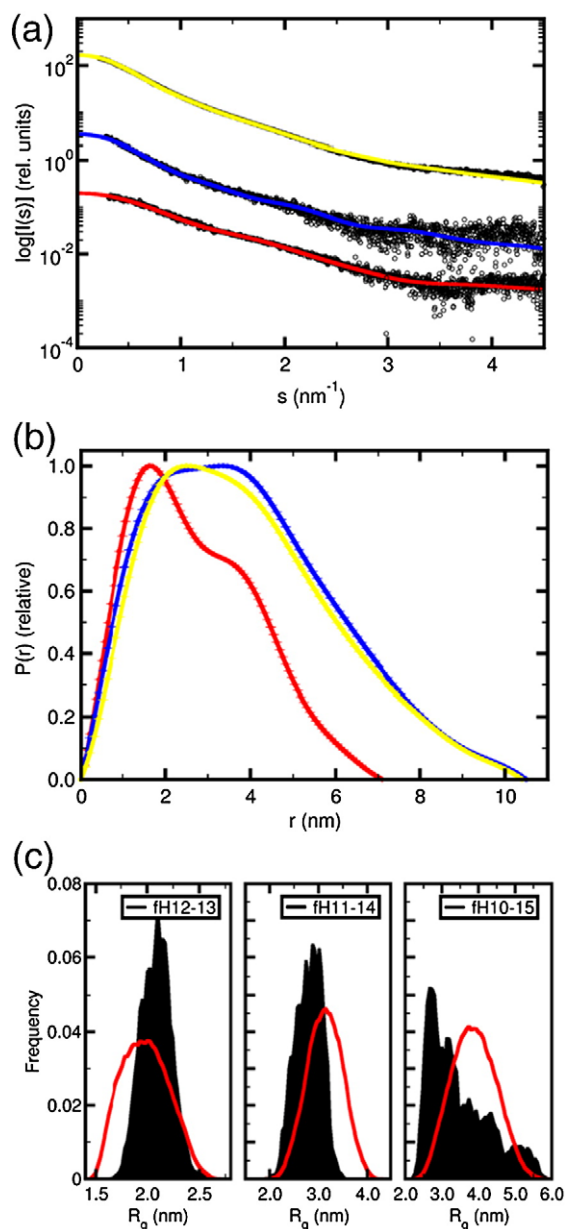 (a)
log[I(s)] (rel. units)
10^2
10^0
10^-2
10^-4
0 1 2 3 4
s (nm^-1)
(b)
P(r) (relative)
1.0
0.8
0.6
0.4
0.2
0.0
0 2 4 6 8 10
r (nm)
(c)
Frequency
0.08
0.06
0.04
0.02
0
fH12-13
fH11-14
fH10-15
1.5 2.0 2.5
2.0 3.0 4.0
2.0 3.0 4.0 5.0 6.0
R_g (nm)
R_g (nm)
R_g (nm)